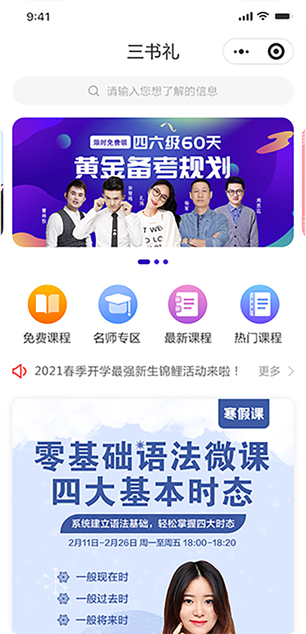 9:41
三书礼
请输入您想了解的信息
限时免费领 四六级60天
黄金备考规划
免费课程
名师专区
最新课程
热门课程
2021春季开学最强新生锦鲤活动来啦！
更多
寒假课
零基础语法微课
四大基本时态
系统建立语法基础，轻松掌握四大时态
2月11日-2月26日 周一至周五 18:00-18:20
一般现在时
一般过去时
一般将来时